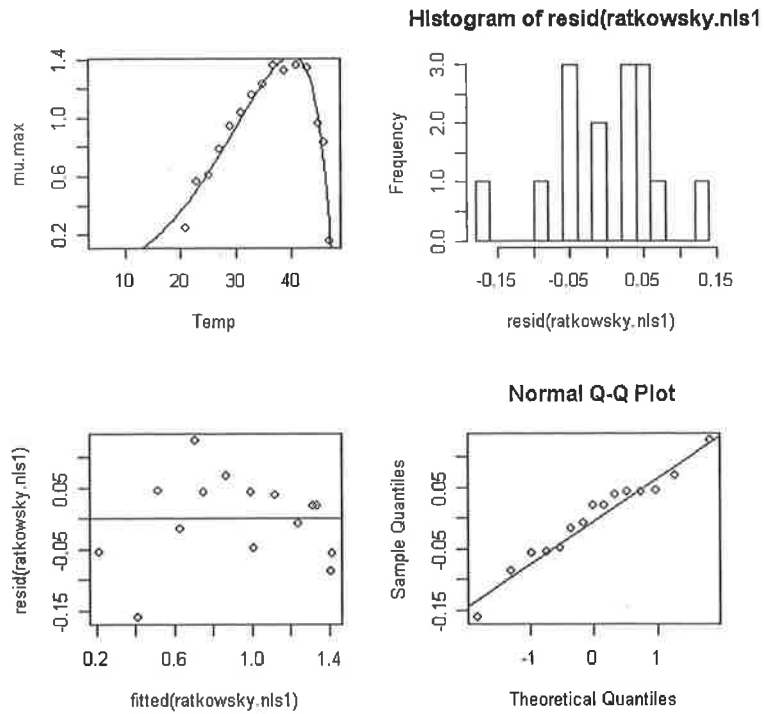 mu.max
1.4
1.0
0.6
0.2
10 20 30 40
Temp
Histogram of resid(ratkowsky.nls1
Frequency
3.0
2.0
1.0
0.0
-0.15 -0.05 0.05 0.15
resid(ratkowsky.nls1)
resid(ratkowsky.nls1)
0.05
-0.05
-0.15
0.2 0.6 1.0 1.4
fitted(ratkowsky.nls1)
Normal Q-Q Plot
Sample Quantiles
0.05
-0.05
-0.15
-1 0 1
Theoretical Quantiles